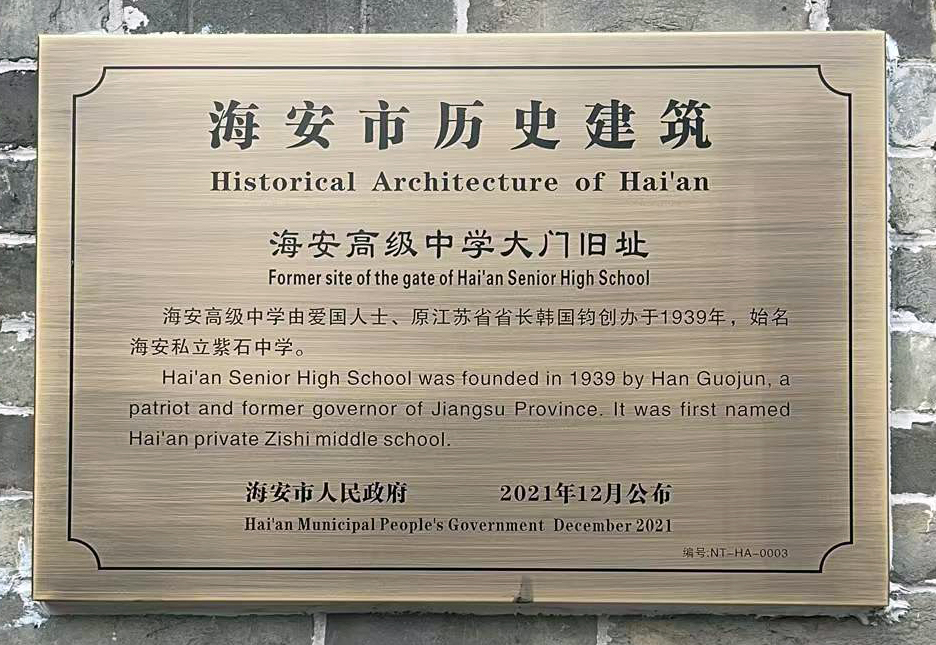 海安市历史建筑
Historical Architecture of Hai'an
海安高级中学大门旧址
Former site of the gate of Hai'an Senior High School
海安高级中学由爱国人士、原江苏省省长韩国钧创办于1939年，始名
海安私立紫石中学。
Hai'an Senior High School was founded in 1939 by Han Guojun, a
patriot and former governor of Jiangsu Province. It was first named
Hai'an private Zishi middle school.
海安市人民政府 2021年12月公布
Hai'an Municipal People's Government December 2021
编号:NT-HA-0003